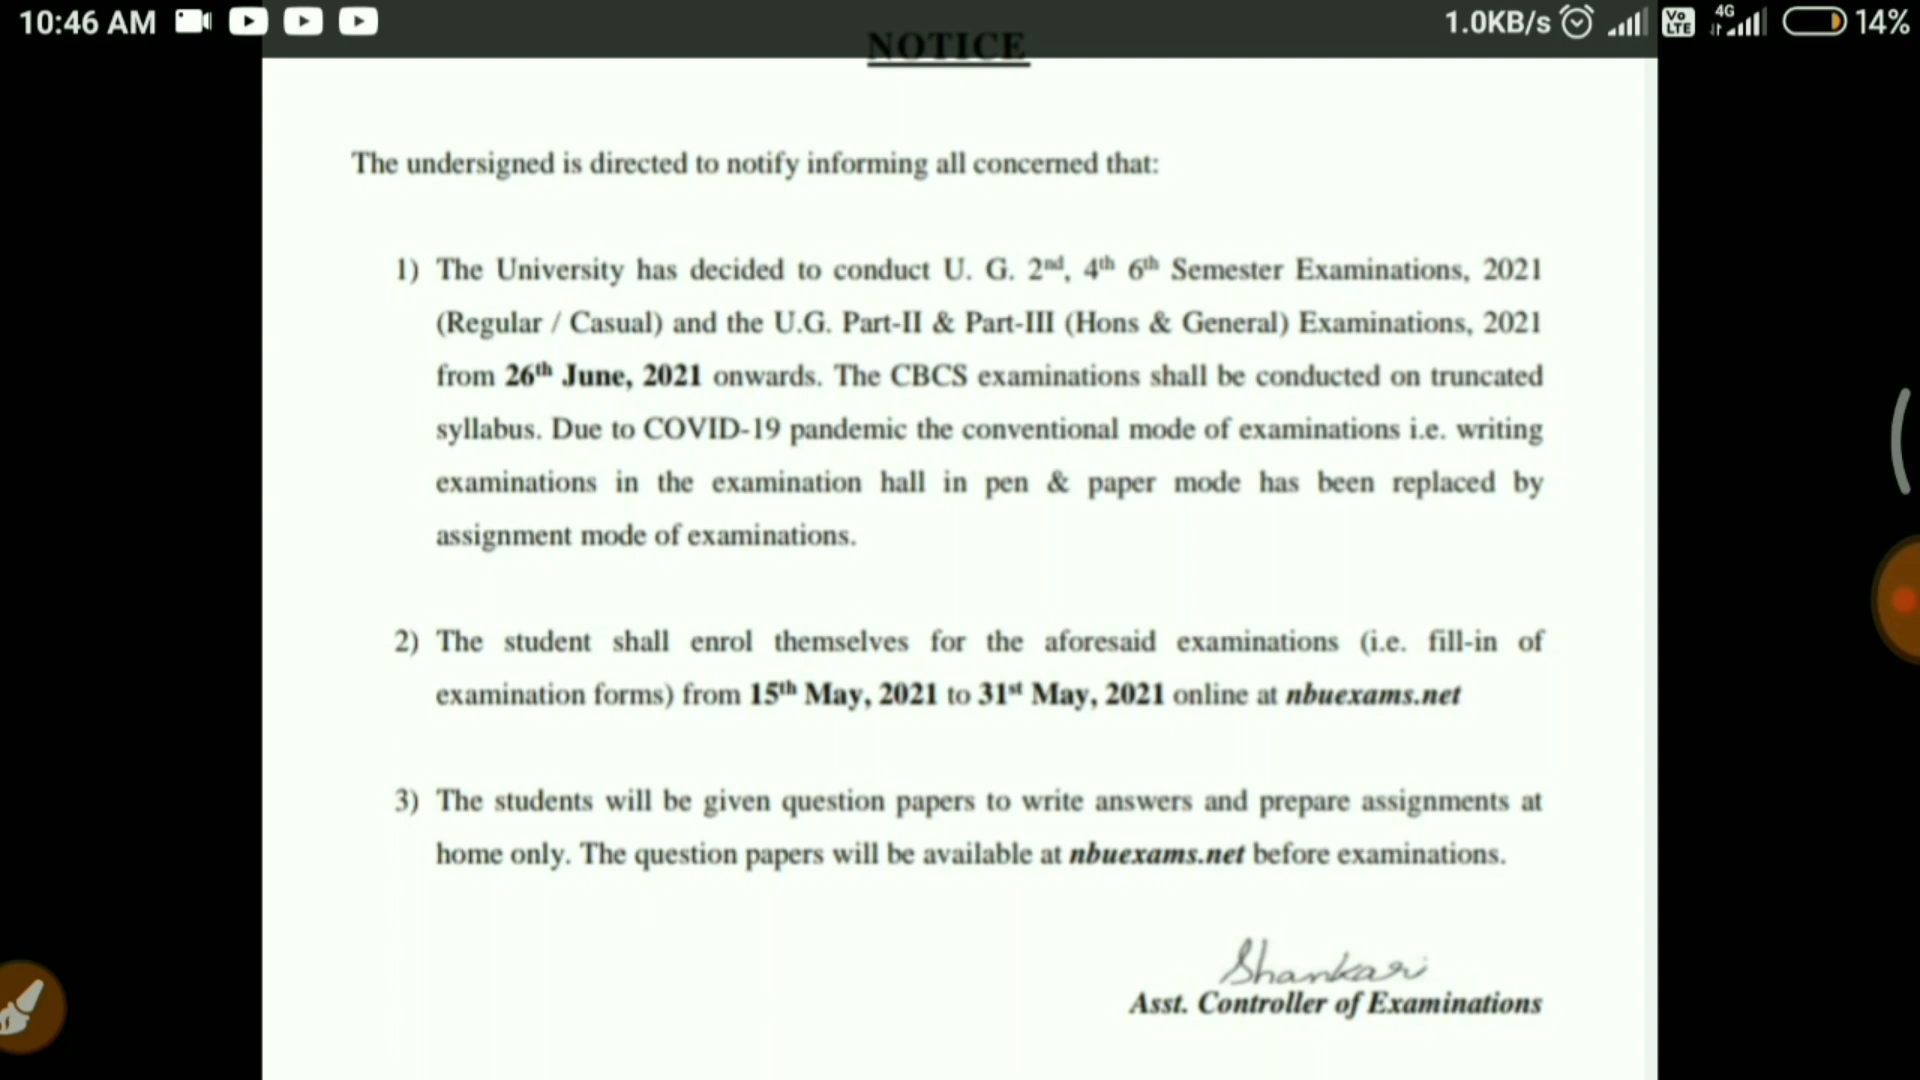 10:46 AM
1.0KB/s
Vo LTE
4G
14%
NOTICE
The undersigned is directed to notify informing all concerned that:
1) The University has decided to conduct U. G. 2nd, 4th 6th Semester Examinations, 2021
(Regular / Casual) and the U.G. Part-II & Part-III (Hons & General) Examinations, 2021
from 26th June, 2021 onwards. The CBCS examinations shall be conducted on truncated
syllabus. Due to COVID-19 pandemic the conventional mode of examinations i.e. writing
examinations in the examination hall in pen & paper mode has been replaced by
assignment mode of examinations.
2) The student shall enrol themselves for the aforesaid examinations (i.e. fill-in of
examination forms) from 15th May, 2021 to 31st May, 2021 online at nbuexams.net
3) The students will be given question papers to write answers and prepare assignments at
home only. The question papers will be available at nbuexams.net before examinations.
Shankari
Asst. Controller of Examinations